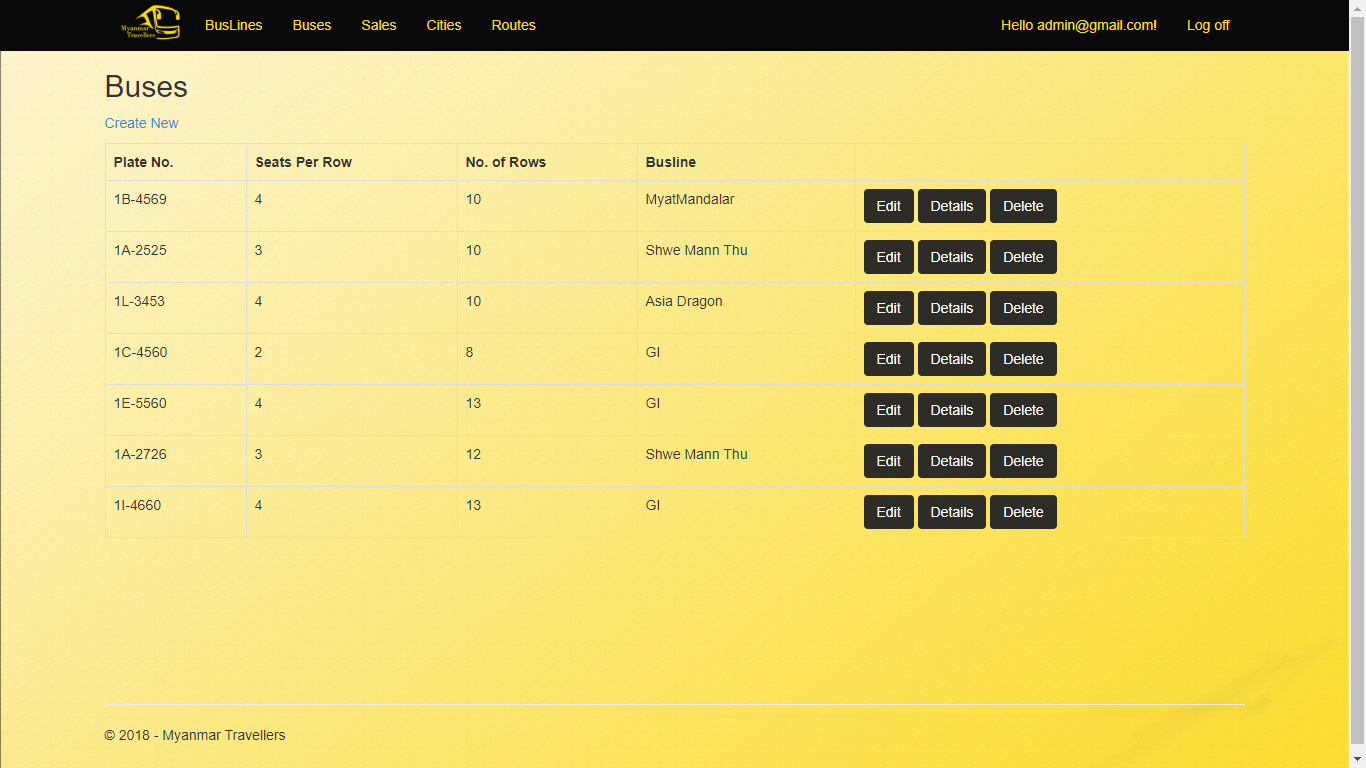 Myanmar
Travellers
BusLines Buses Sales Cities Routes Hello admin@gmail.com! Log off
Buses
Create New
Plate No. Seats Per Row No. of Rows Busline
1B-4569 4 10 MyatMandalar Edit Details Delete
1A-2525 3 10 Shwe Mann Thu Edit Details Delete
1L-3453 4 10 Asia Dragon Edit Details Delete
1C-4560 2 8 GI Edit Details Delete
1E-5560 4 13 GI Edit Details Delete
1A-2726 3 12 Shwe Mann Thu Edit Details Delete
1I-4660 4 13 GI Edit Details Delete
© 2018 - Myanmar Travellers